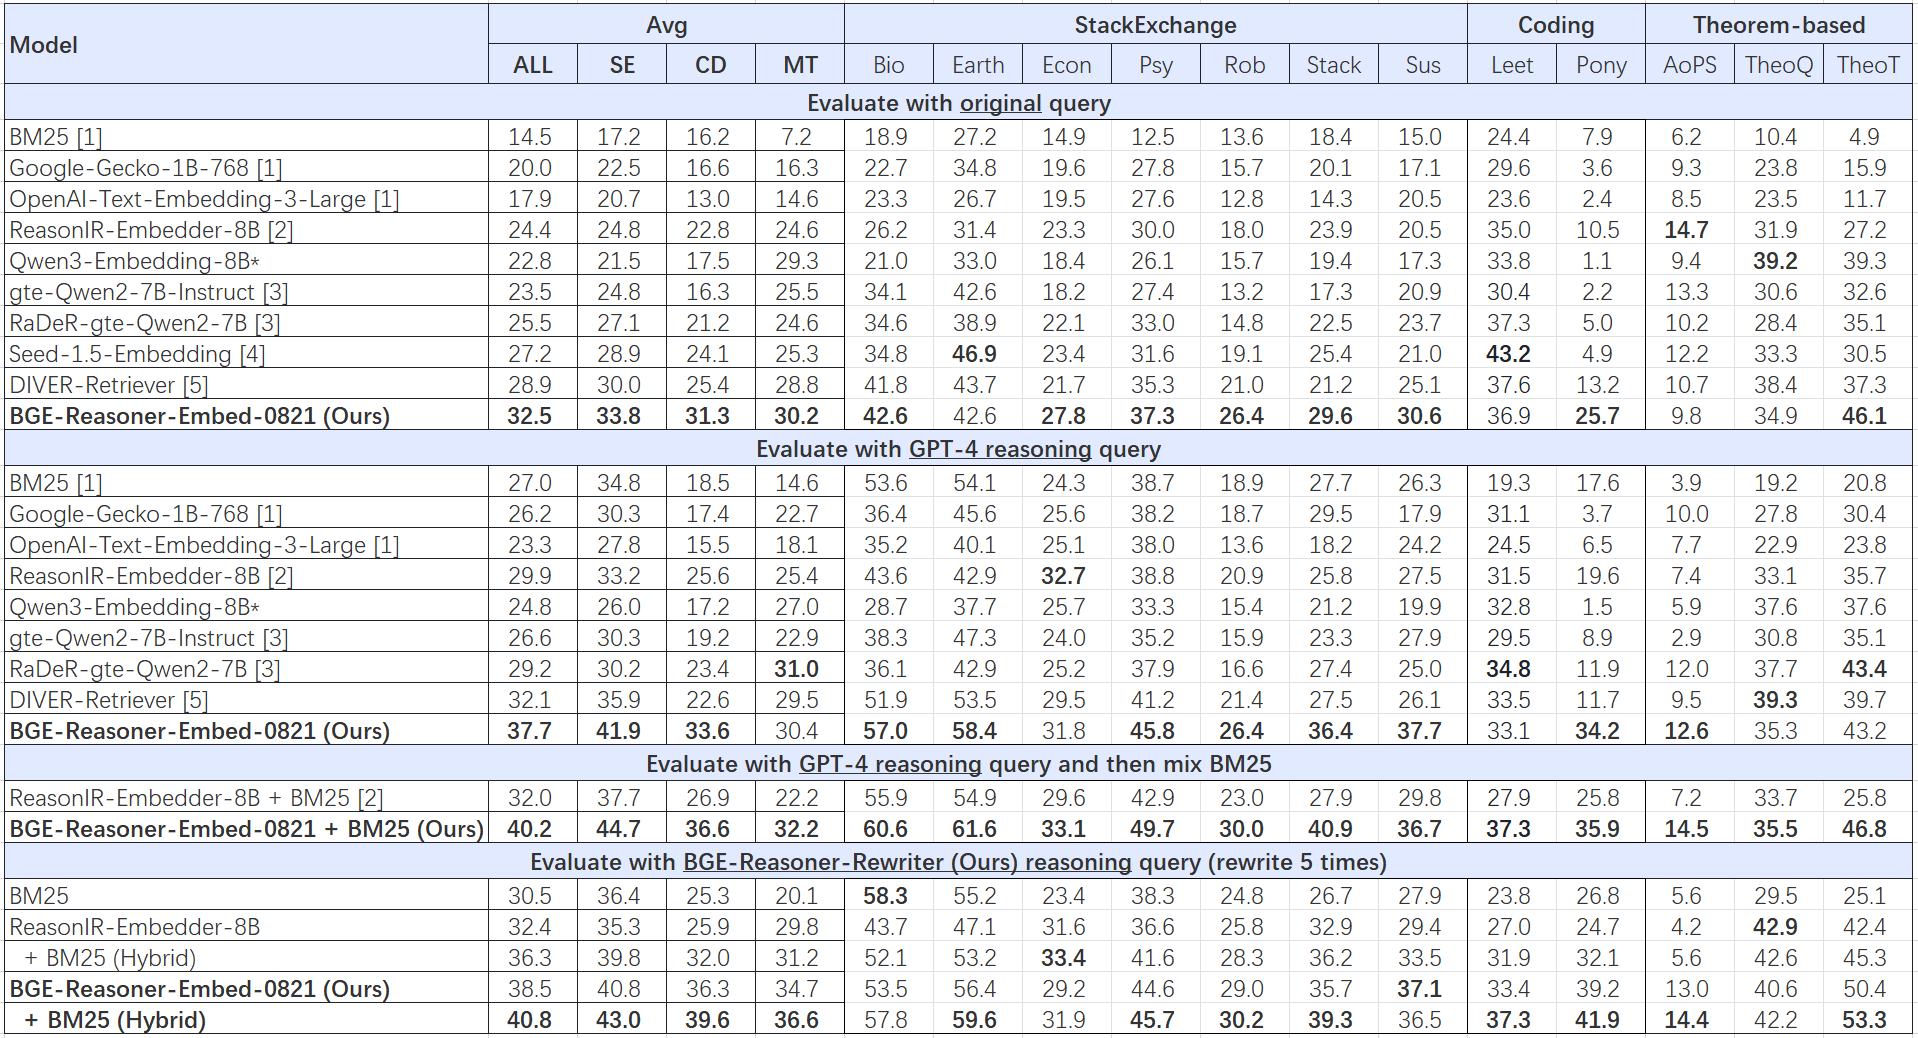 Model Avg StackExchange Coding Theorem-based
ALL SE CD MT Bio Earth Econ Psy Rob Stack Sus Leet Pony AoPS TheoQ TheoT
Evaluate with original query
BM25 [1] 14.5 17.2 16.2 7.2 18.9 27.2 14.9 12.5 13.6 18.4 15.0 24.4 7.9 6.2 10.4 4.9
Google-Gecko-1B-768 [1] 20.0 22.5 16.6 16.3 22.7 34.8 19.6 27.8 15.7 20.1 17.1 29.6 3.6 9.3 23.8 15.9
OpenAI-Text-Embedding-3-Large [1] 17.9 20.7 13.0 14.6 23.3 26.7 19.5 27.6 12.8 14.3 20.5 23.6 2.4 8.5 23.5 11.7
ReasonIR-Embedder-8B [2] 24.4 24.8 22.8 24.6 26.2 31.4 23.3 30.0 18.0 23.9 20.5 35.0 10.5 14.7 31.9 27.2
Qwen3-Embedding-8B* 22.8 21.5 17.5 29.3 21.0 33.0 18.4 26.1 15.7 19.4 17.3 33.8 1.1 9.4 39.2 39.3
gte-Qwen2-7B-Instruct [3] 23.5 24.8 16.3 25.5 34.1 42.6 18.2 27.4 13.2 17.3 20.9 30.4 2.2 13.3 30.6 32.6
RaDeR-gte-Qwen2-7B [3] 25.5 27.1 21.2 24.6 34.6 38.9 22.1 33.0 14.8 22.5 23.7 37.3 5.0 10.2 28.4 35.1
Seed-1.5-Embedding [4] 27.2 28.9 24.1 25.3 34.8 46.9 23.4 31.6 19.1 25.4 21.0 43.2 4.9 12.2 33.3 30.5
DIVER-Retriever [5] 28.9 30.0 25.4 28.8 41.8 43.7 21.7 35.3 21.0 21.2 25.1 37.6 13.2 10.7 38.4 37.3
BGE-Reasoner-Embed-0821 (Ours) 32.5 33.8 31.3 30.2 42.6 42.6 27.8 37.3 26.4 29.6 30.6 36.9 25.7 9.8 34.9 46.1
Evaluate with GPT-4 reasoning query
BM25 [1] 27.0 34.8 18.5 14.6 53.6 54.1 24.3 38.7 18.9 27.7 26.3 19.3 17.6 3.9 19.2 20.8
Google-Gecko-1B-768 [1] 26.2 30.3 17.4 22.7 36.4 45.6 25.6 38.2 18.7 29.5 17.9 31.1 3.7 10.0 27.8 30.4
OpenAI-Text-Embedding-3-Large [1] 23.3 27.8 15.5 18.1 35.2 40.1 25.1 38.0 13.6 18.2 24.2 24.5 6.5 7.7 22.9 23.8
ReasonIR-Embedder-8B [2] 29.9 33.2 25.6 25.4 43.6 42.9 32.7 38.8 20.9 25.8 27.5 31.5 19.6 7.4 33.1 35.7
Qwen3-Embedding-8B* 24.8 26.0 17.2 27.0 28.7 37.7 25.7 33.3 15.4 21.2 19.9 32.8 1.5 5.9 37.6 37.6
gte-Qwen2-7B-Instruct [3] 26.6 30.3 19.2 22.9 38.3 47.3 24.0 35.2 15.9 23.3 27.9 29.5 8.9 2.9 30.8 35.1
RaDeR-gte-Qwen2-7B [3] 29.2 30.2 23.4 31.0 36.1 42.9 25.2 37.9 16.6 27.4 25.0 34.8 11.9 12.0 37.7 43.4
DIVER-Retriever [5] 32.1 35.9 22.6 29.5 51.9 53.5 29.5 41.2 21.4 27.5 26.1 33.5 11.7 9.5 39.3 39.7
BGE-Reasoner-Embed-0821 (Ours) 37.7 41.9 33.6 30.4 57.0 58.4 31.8 45.8 26.4 36.4 37.7 33.1 34.2 12.6 35.3 43.2
Evaluate with GPT-4 reasoning query and then mix BM25
ReasonIR-Embedder-8B + BM25 [2] 32.0 37.7 26.9 22.2 55.9 54.9 29.6 42.9 23.0 27.9 29.8 27.9 25.8 7.2 33.7 25.8
BGE-Reasoner-Embed-0821 + BM25 (Ours) 40.2 44.7 36.6 32.2 60.6 61.6 33.1 49.7 30.0 40.9 36.7 37.3 35.9 14.5 35.5 46.8
Evaluate with BGE-Reasoner-Rewriter (Ours) reasoning query (rewrite 5 times)
BM25 30.5 36.4 25.3 20.1 58.3 55.2 23.4 38.3 24.8 26.7 27.9 23.8 26.8 5.6 29.5 25.1
ReasonIR-Embedder-8B 32.4 35.3 25.9 29.8 43.7 47.1 31.6 36.6 25.8 32.9 29.4 27.0 24.7 4.2 42.9 42.4
+ BM25 (Hybrid) 36.3 39.8 32.0 31.2 52.1 53.2 33.4 41.6 28.3 36.2 33.5 31.9 32.1 5.6 42.6 45.3
BGE-Reasoner-Embed-0821 (Ours) 38.5 40.8 36.3 34.7 53.5 56.4 29.2 44.6 29.0 35.7 37.1 33.4 39.2 13.0 40.6 50.4
+ BM25 (Hybrid) 40.8 43.0 39.6 36.6 57.8 59.6 31.9 45.7 30.2 39.3 36.5 37.3 41.9 14.4 42.2 53.3